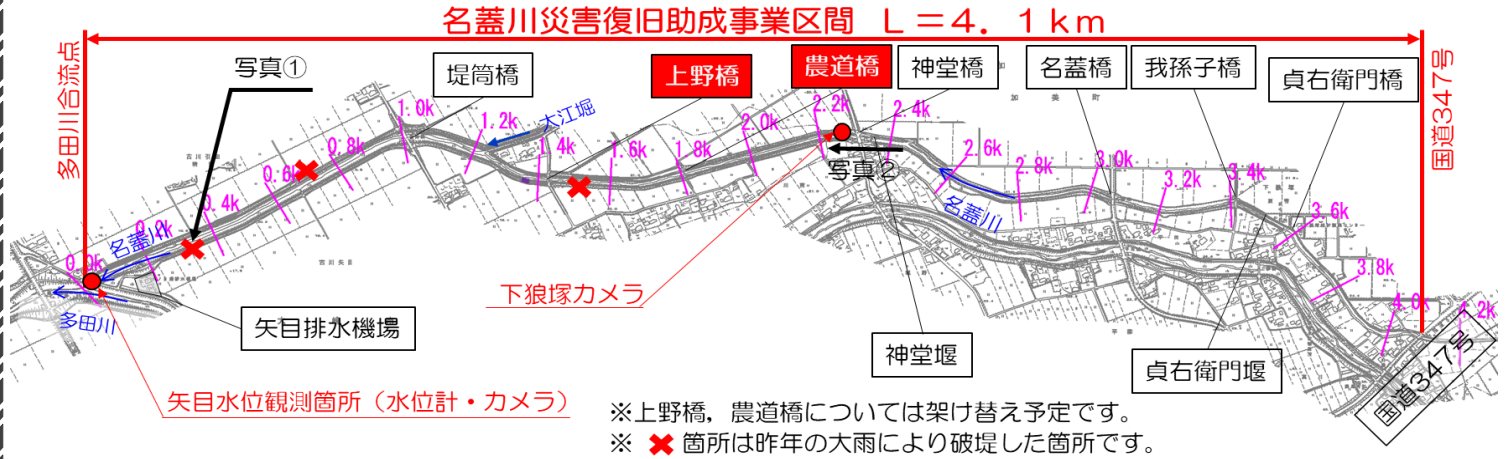 名蓋川災害復旧助成事業区間 L=4.1km
多田川合流点
国道347号
写真①
堤筒橋
上野橋
農道橋
神堂橋
名蓋橋
我孫子橋
貞右衛門橋
加美町
大江堀
0.0k
0.2k
0.4k
0.6k
0.8k
1.0k
1.2k
1.4k
1.6k
1.8k
2.0k
2.2k
2.4k
2.6k
2.8k
3.0k
3.2k
3.4k
3.6k
3.8k
4.0k
4.2k
写真2
名蓋川
名蓋川
多田川
矢目排水機場
下狼塚カメラ
神堂堰
貞右衛門堰
国道347号
矢目水位観測箇所(水位計・カメラ)
※上野橋,農道橋については架け替え予定です。
※ ✖箇所は昨年の大雨により破堤した箇所です。